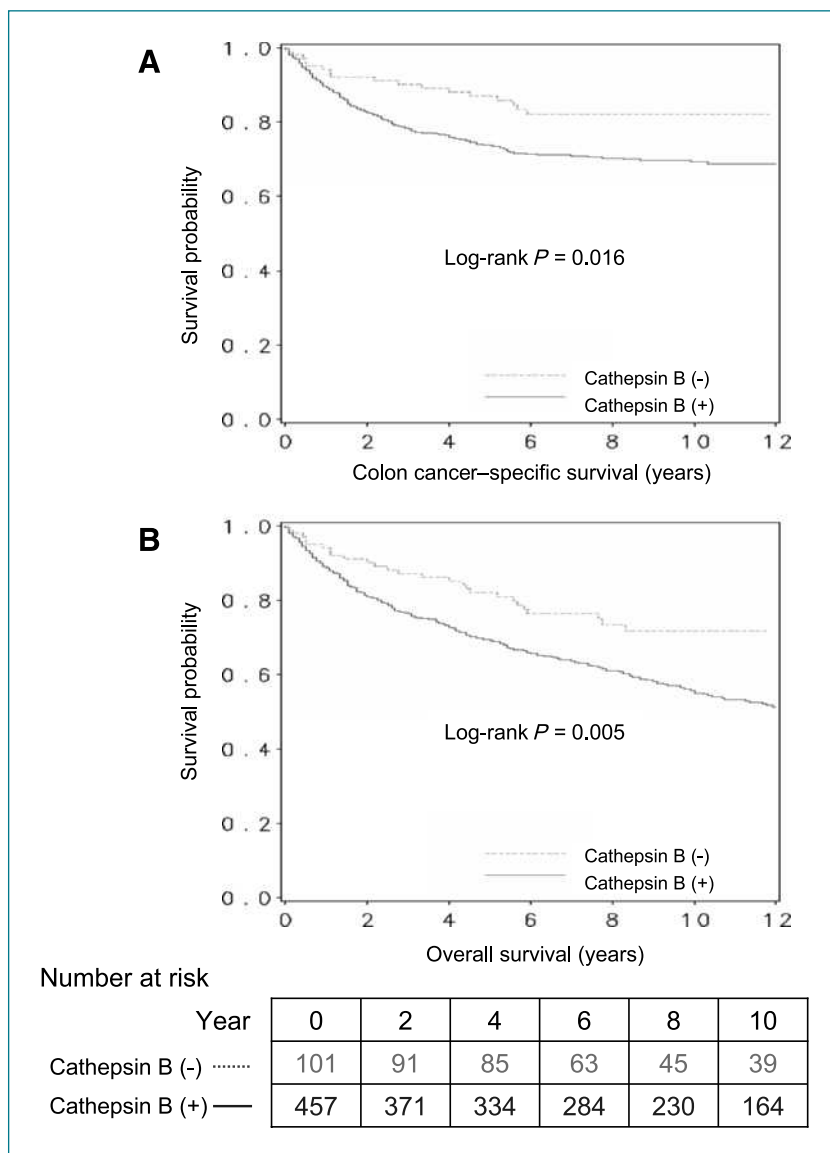 A
1.0
0.8
0.6
0.4
0.2
0.0
Survival probability
Log-rank P = 0.016
Cathepsin B (-)
Cathepsin B (+)
0 2 4 6 8 10 12
Colon cancer–specific survival (years)
B
1.0
0.8
0.6
0.4
0.2
0.0
Survival probability
Log-rank P = 0.005
Cathepsin B (-)
Cathepsin B (+)
0 2 4 6 8 10 12
Overall survival (years)
Number at risk
Year 0 2 4 6 8 10
Cathepsin B (-) 101 91 85 63 45 39
Cathepsin B (+) 457 371 334 284 230 164